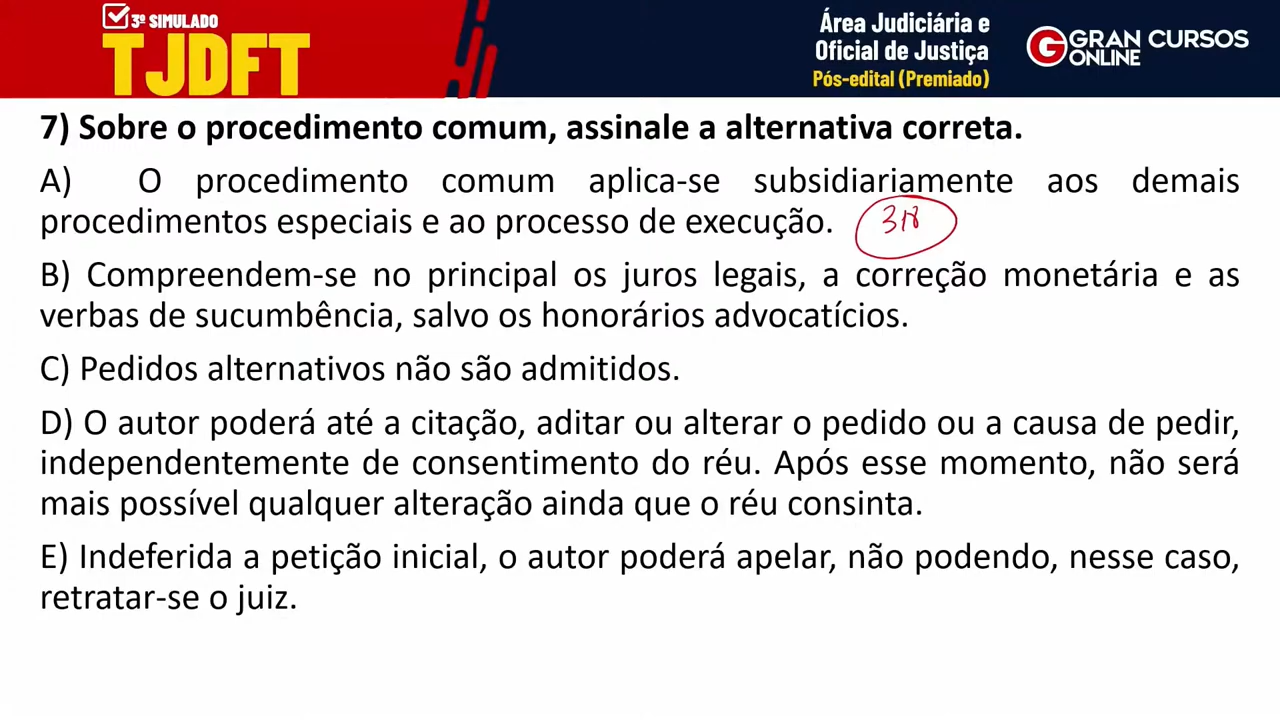 3º SIMULADO
TJDFT
Área Judiciária e
Oficial de Justiça
Pós-edital (Premiado)
GRAN CURSOS
ONLINE
7) Sobre o procedimento comum, assinale a alternativa correta.
A) O procedimento comum aplica-se subsidiariamente aos demais
procedimentos especiais e ao processo de execução. 318
B) Compreendem-se no principal os juros legais, a correção monetária e as
verbas de sucumbência, salvo os honorários advocatícios.
C) Pedidos alternativos não são admitidos.
D) O autor poderá até a citação, aditar ou alterar o pedido ou a causa de pedir,
independentemente de consentimento do réu. Após esse momento, não será
mais possível qualquer alteração ainda que o réu consinta.
E) Indeferida a petição inicial, o autor poderá apelar, não podendo, nesse caso,
retratar-se o juiz.